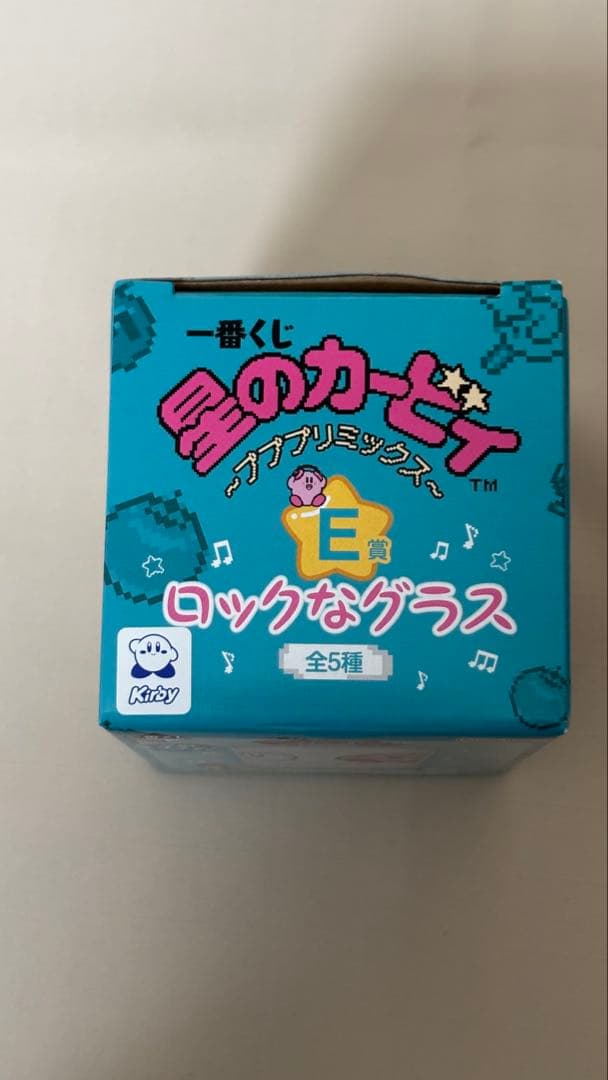 一番くじ
星のカービィ
～プププリミックス～
TM
E賞
ロックなグラス
全5種
Kirby